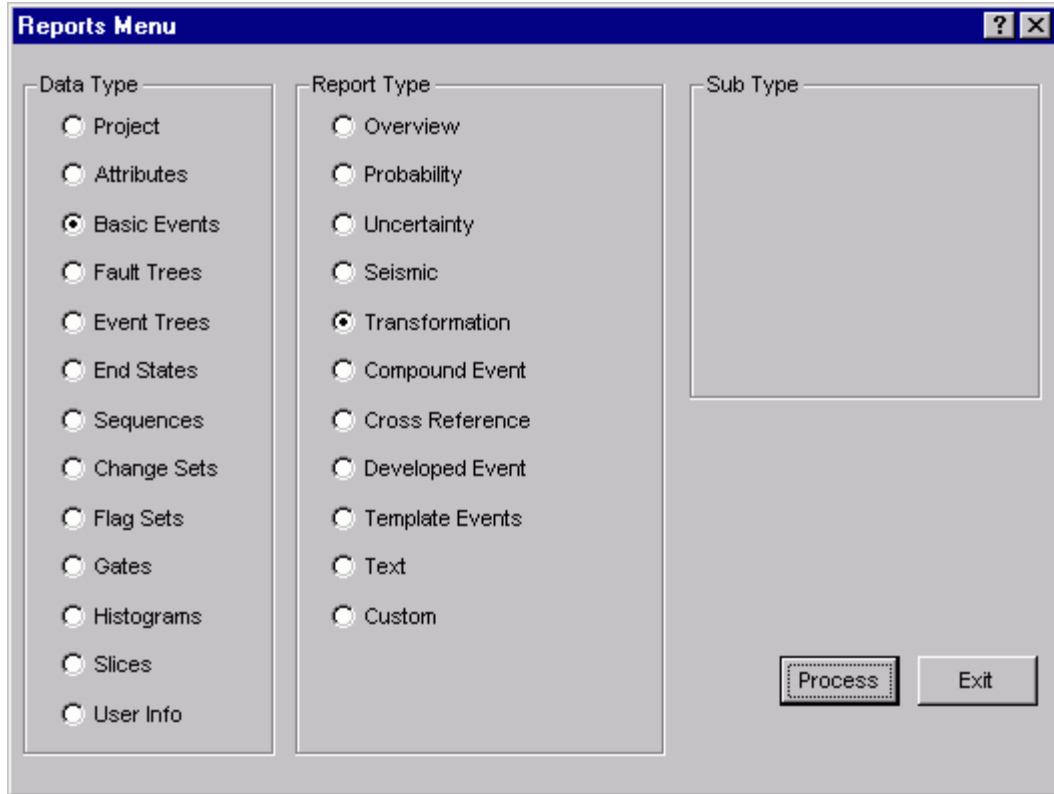 Reports Menu
Data Type
Project
Attributes
Basic Events
Fault Trees
Event Trees
End States
Sequences
Change Sets
Flag Sets
Gates
Histograms
Slices
User Info
Report Type
Overview
Probability
Uncertainty
Seismic
Transformation
Compound Event
Cross Reference
Developed Event
Template Events
Text
Custom
Sub Type
Process
Exit